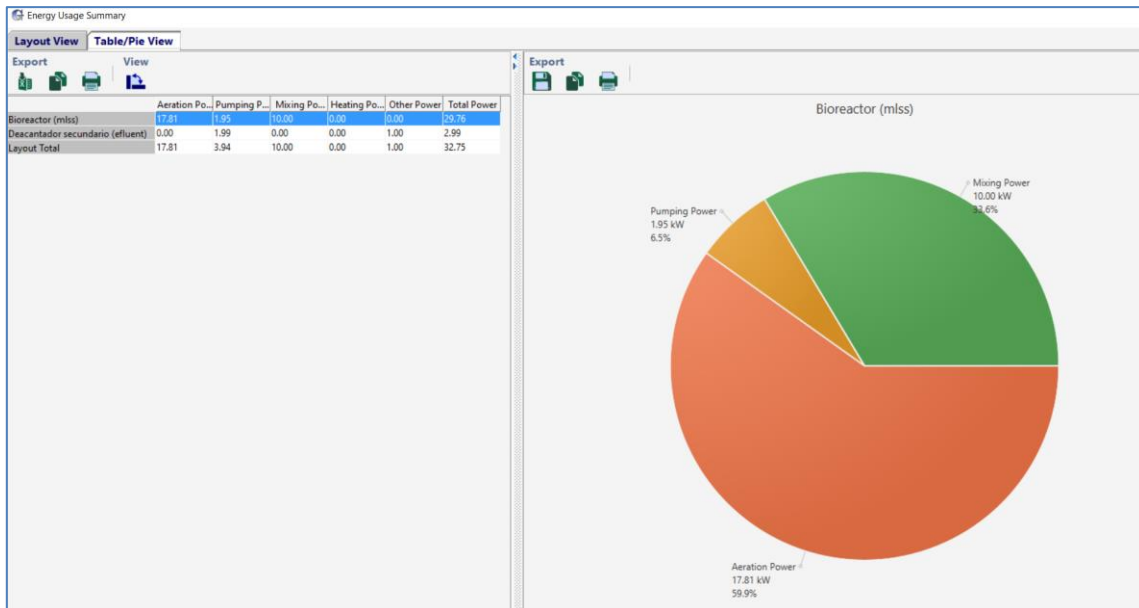 Energy Usage Summary
Layout View Table/Pie View
Export View
Export
Aeration Po... Pumping P... Mixing Po... Heating Po... Other Power Total Power
Bioreactor (mlss) 17.81 1.95 10.00 0.00 0.00 29.76
Deacantador secundario (efluent) 0.00 1.99 0.00 0.00 1.00 2.99
Layout Total 17.81 3.94 10.00 0.00 1.00 32.75
Bioreactor (mlss)
Mixing Power
10.00 kW
33.6%
Pumping Power
1.95 kW
6.5%
Aeration Power
17.81 kW
59.9%